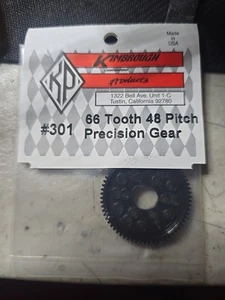 Made in
USA
KP
KIMBROUGH
Products
1322 Bell Ave. Unit 1-C
Tustin, California 92780
#301
66 Tooth 48 Pitch
Precision Gear